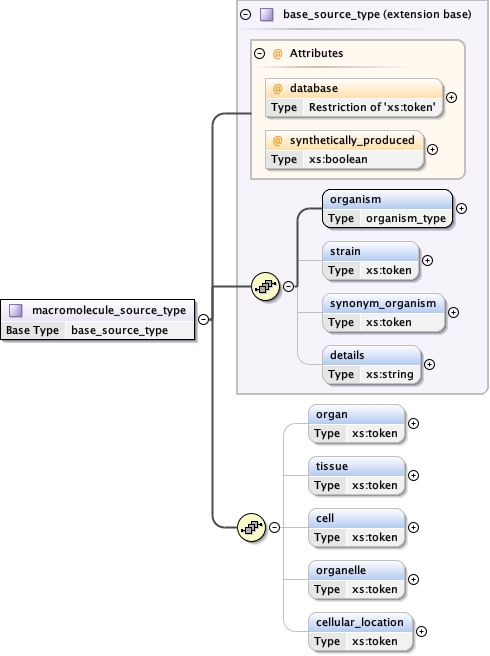 base_source_type (extension base)
@ Attributes
@ database
Type Restriction of 'xs:token'
@ synthetically_produced
Type xs:boolean
organism
Type organism_type
strain
Type xs:token
synonym_organism
Type xs:token
details
Type xs:string
macromolecule_source_type
Base Type base_source_type
organ
Type xs:token
tissue
Type xs:token
cell
Type xs:token
organelle
Type xs:token
cellular_location
Type xs:token